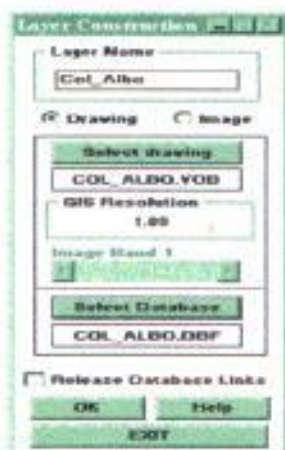 Layer Construction
Layer Name
Col_Albo
Drawing Image
Select drawing
COL_ALBO.VOB
GIS Resolution
1.00
Image Band 1
Select Database
COL_ALBO.DBF
Release Database Links
OK Help
EXIT